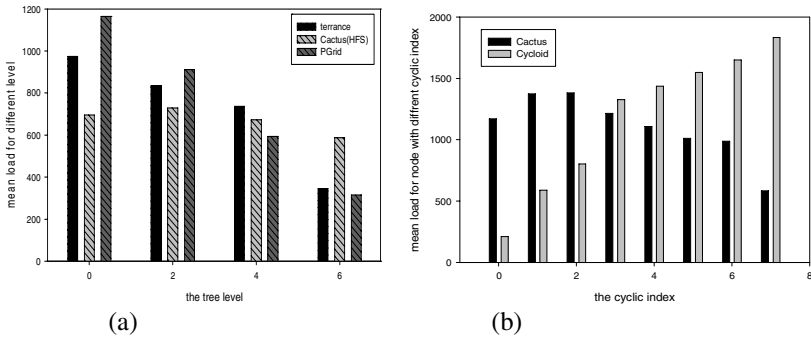 mean load for different level
1200
1000
800
600
400
200
0
terrance
Cactus(HFS)
PGrid
0 2 4 6
the tree level
(a)
mean load for node with diffrent cyclic index
2000
1500
1000
500
0
Cactus
Cycloid
0 2 4 6 8
the cyclic index
(b)